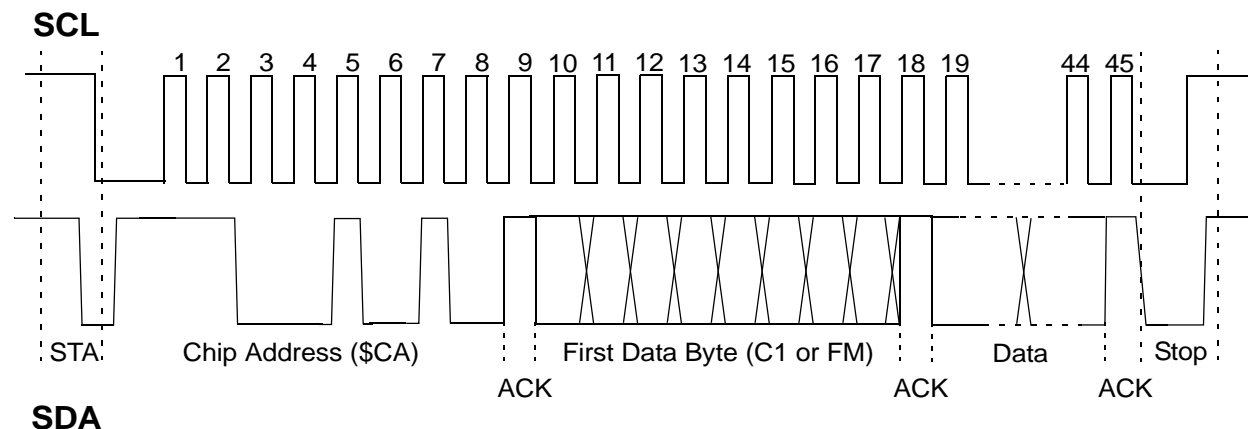 SCL
1 2 3 4 5 6 7 8 9 10 11 12 13 14 15 16 17 18 19 44 45
STA Chip Address ($CA) First Data Byte (C1 or FM) Data Stop
ACK ACK ACK
SDA